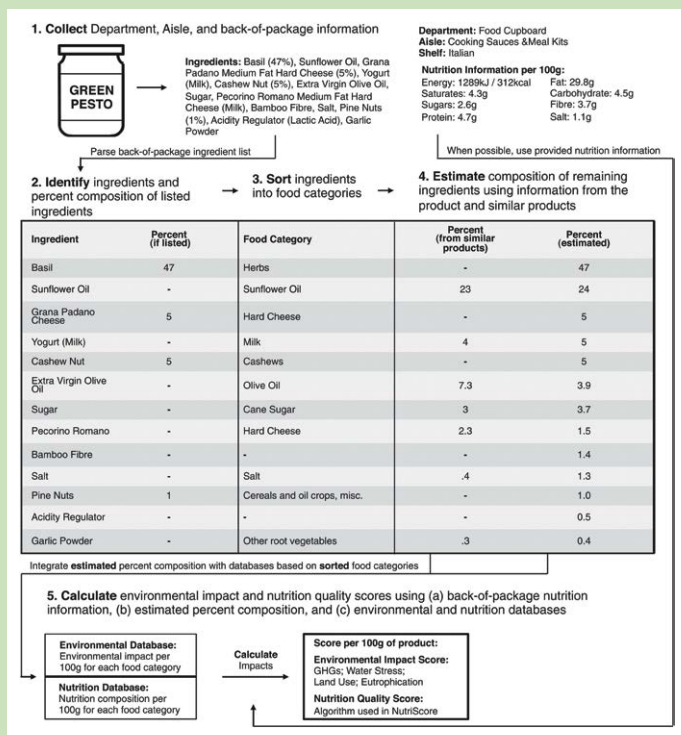 1. Collect Department, Aisle, and back-of-package information
GREEN
PESTO
Ingredients: Basil (47%), Sunflower Oil, Grana
Padano Medium Fat Hard Cheese (5%), Yogurt
(Milk), Cashew Nut (5%), Extra Virgin Olive Oil,
Sugar, Pecorino Romano Medium Fat Hard
Cheese (Milk), Bamboo Fibre, Salt, Pine Nuts
(1%), Acidity Regulator (Lactic Acid), Garlic
Powder
Department: Food Cupboard
Aisle: Cooking Sauces &Meal Kits
Shelf: Italian
Nutrition Information per 100g:
Energy: 1289kJ / 312kcal Fat: 29.8g
Saturates: 4.3g Carbohydrate: 4.5g
Sugars: 2.6g Fibre: 3.7g
Protein: 4.7g Salt: 1.1g
Parse back-of-package ingredient list
When possible, use provided nutrition information
2. Identify ingredients and
percent composition of listed
ingredients
3. Sort ingredients
into food categories
4. Estimate composition of remaining
ingredients using information from the
product and similar products
Ingredient Percent (if listed) Food Category Percent (from similar products) Percent (estimated)
Basil 47 Herbs - 47
Sunflower Oil - Sunflower Oil 23 24
Grana Padano Cheese 5 Hard Cheese - 5
Yogurt (Milk) - Milk 4 5
Cashew Nut 5 Cashews - 5
Extra Virgin Olive Oil - Olive Oil 7.3 3.9
Sugar - Cane Sugar 3 3.7
Pecorino Romano - Hard Cheese 2.3 1.5
Bamboo Fibre - - - 1.4
Salt - Salt .4 1.3
Pine Nuts 1 Cereals and oil crops, misc. - 1.0
Acidity Regulator - - - 0.5
Garlic Powder - Other root vegetables .3 0.4
Integrate estimated percent composition with databases based on sorted food categories
5. Calculate environmental impact and nutrition quality scores using (a) back-of-package nutrition
information, (b) estimated percent composition, and (c) environmental and nutrition databases
Environmental Database:
Environmental impact per
100g for each food category
Nutrition Database:
Nutrition composition per
100g for each food category
Calculate
Impacts
Score per 100g of product:
Environmental Impact Score:
GHGs; Water Stress;
Land Use; Eutrophication
Nutrition Quality Score:
Algorithm used in NutriScore